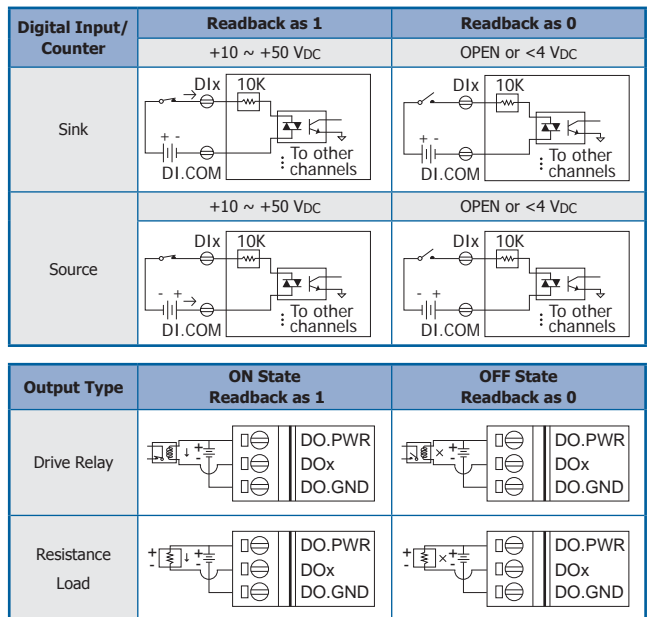 Digital Input/
Counter
Readback as 1
Readback as 0
+10 ~ +50 VDC
OPEN or <4 VDC
Sink
DIx
10K
+ -
DI.COM
To other
channels
DIx
10K
+ -
DI.COM
To other
channels
+10 ~ +50 VDC
OPEN or <4 VDC
Source
DIx
10K
- +
DI.COM
To other
channels
DIx
10K
- +
DI.COM
To other
channels
Output Type
ON State
Readback as 1
OFF State
Readback as 0
Drive Relay
+
-
DO.PWR
DOx
DO.GND
×
+
-
DO.PWR
DOx
DO.GND
Resistance
Load
+
-
+
-
DO.PWR
DOx
DO.GND
+
-
×
+
-
DO.PWR
DOx
DO.GND